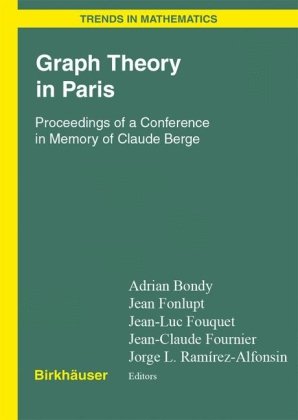 TRENDS IN MATHEMATICS
Graph Theory
in Paris
Proceedings of a Conference
in Memory of Claude Berge
Adrian Bondy
Jean Fonlupt
Jean-Luc Fouquet
Jean-Claude Fournier
Jorge L. Ramírez-Alfonsin
Birkhäuser
Editors